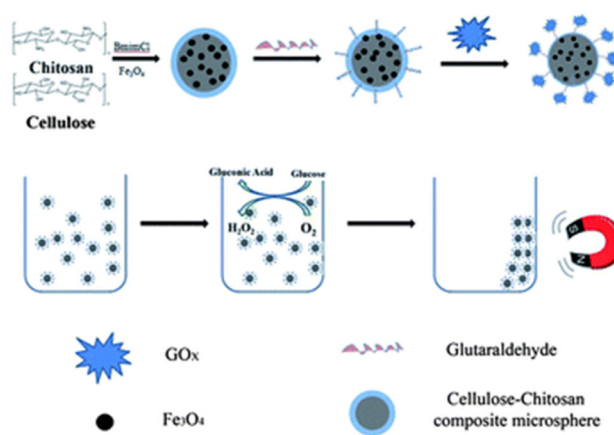 Chitosan
Cellulose
BmimCl
Fe₃O₄
Gluconic Acid
Glucose
H₂O₂
O₂
S
N
GOx
Glutaraldehyde
Fe₃O₄
Cellulose-Chitosan
composite microsphere